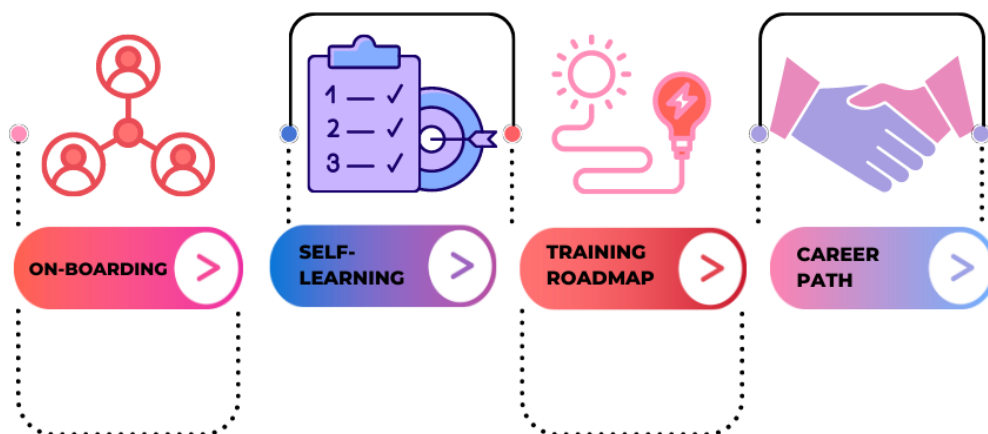 1
2
3
ON-BOARDING
SELF-
LEARNING
TRAINING
ROADMAP
CAREER
PATH